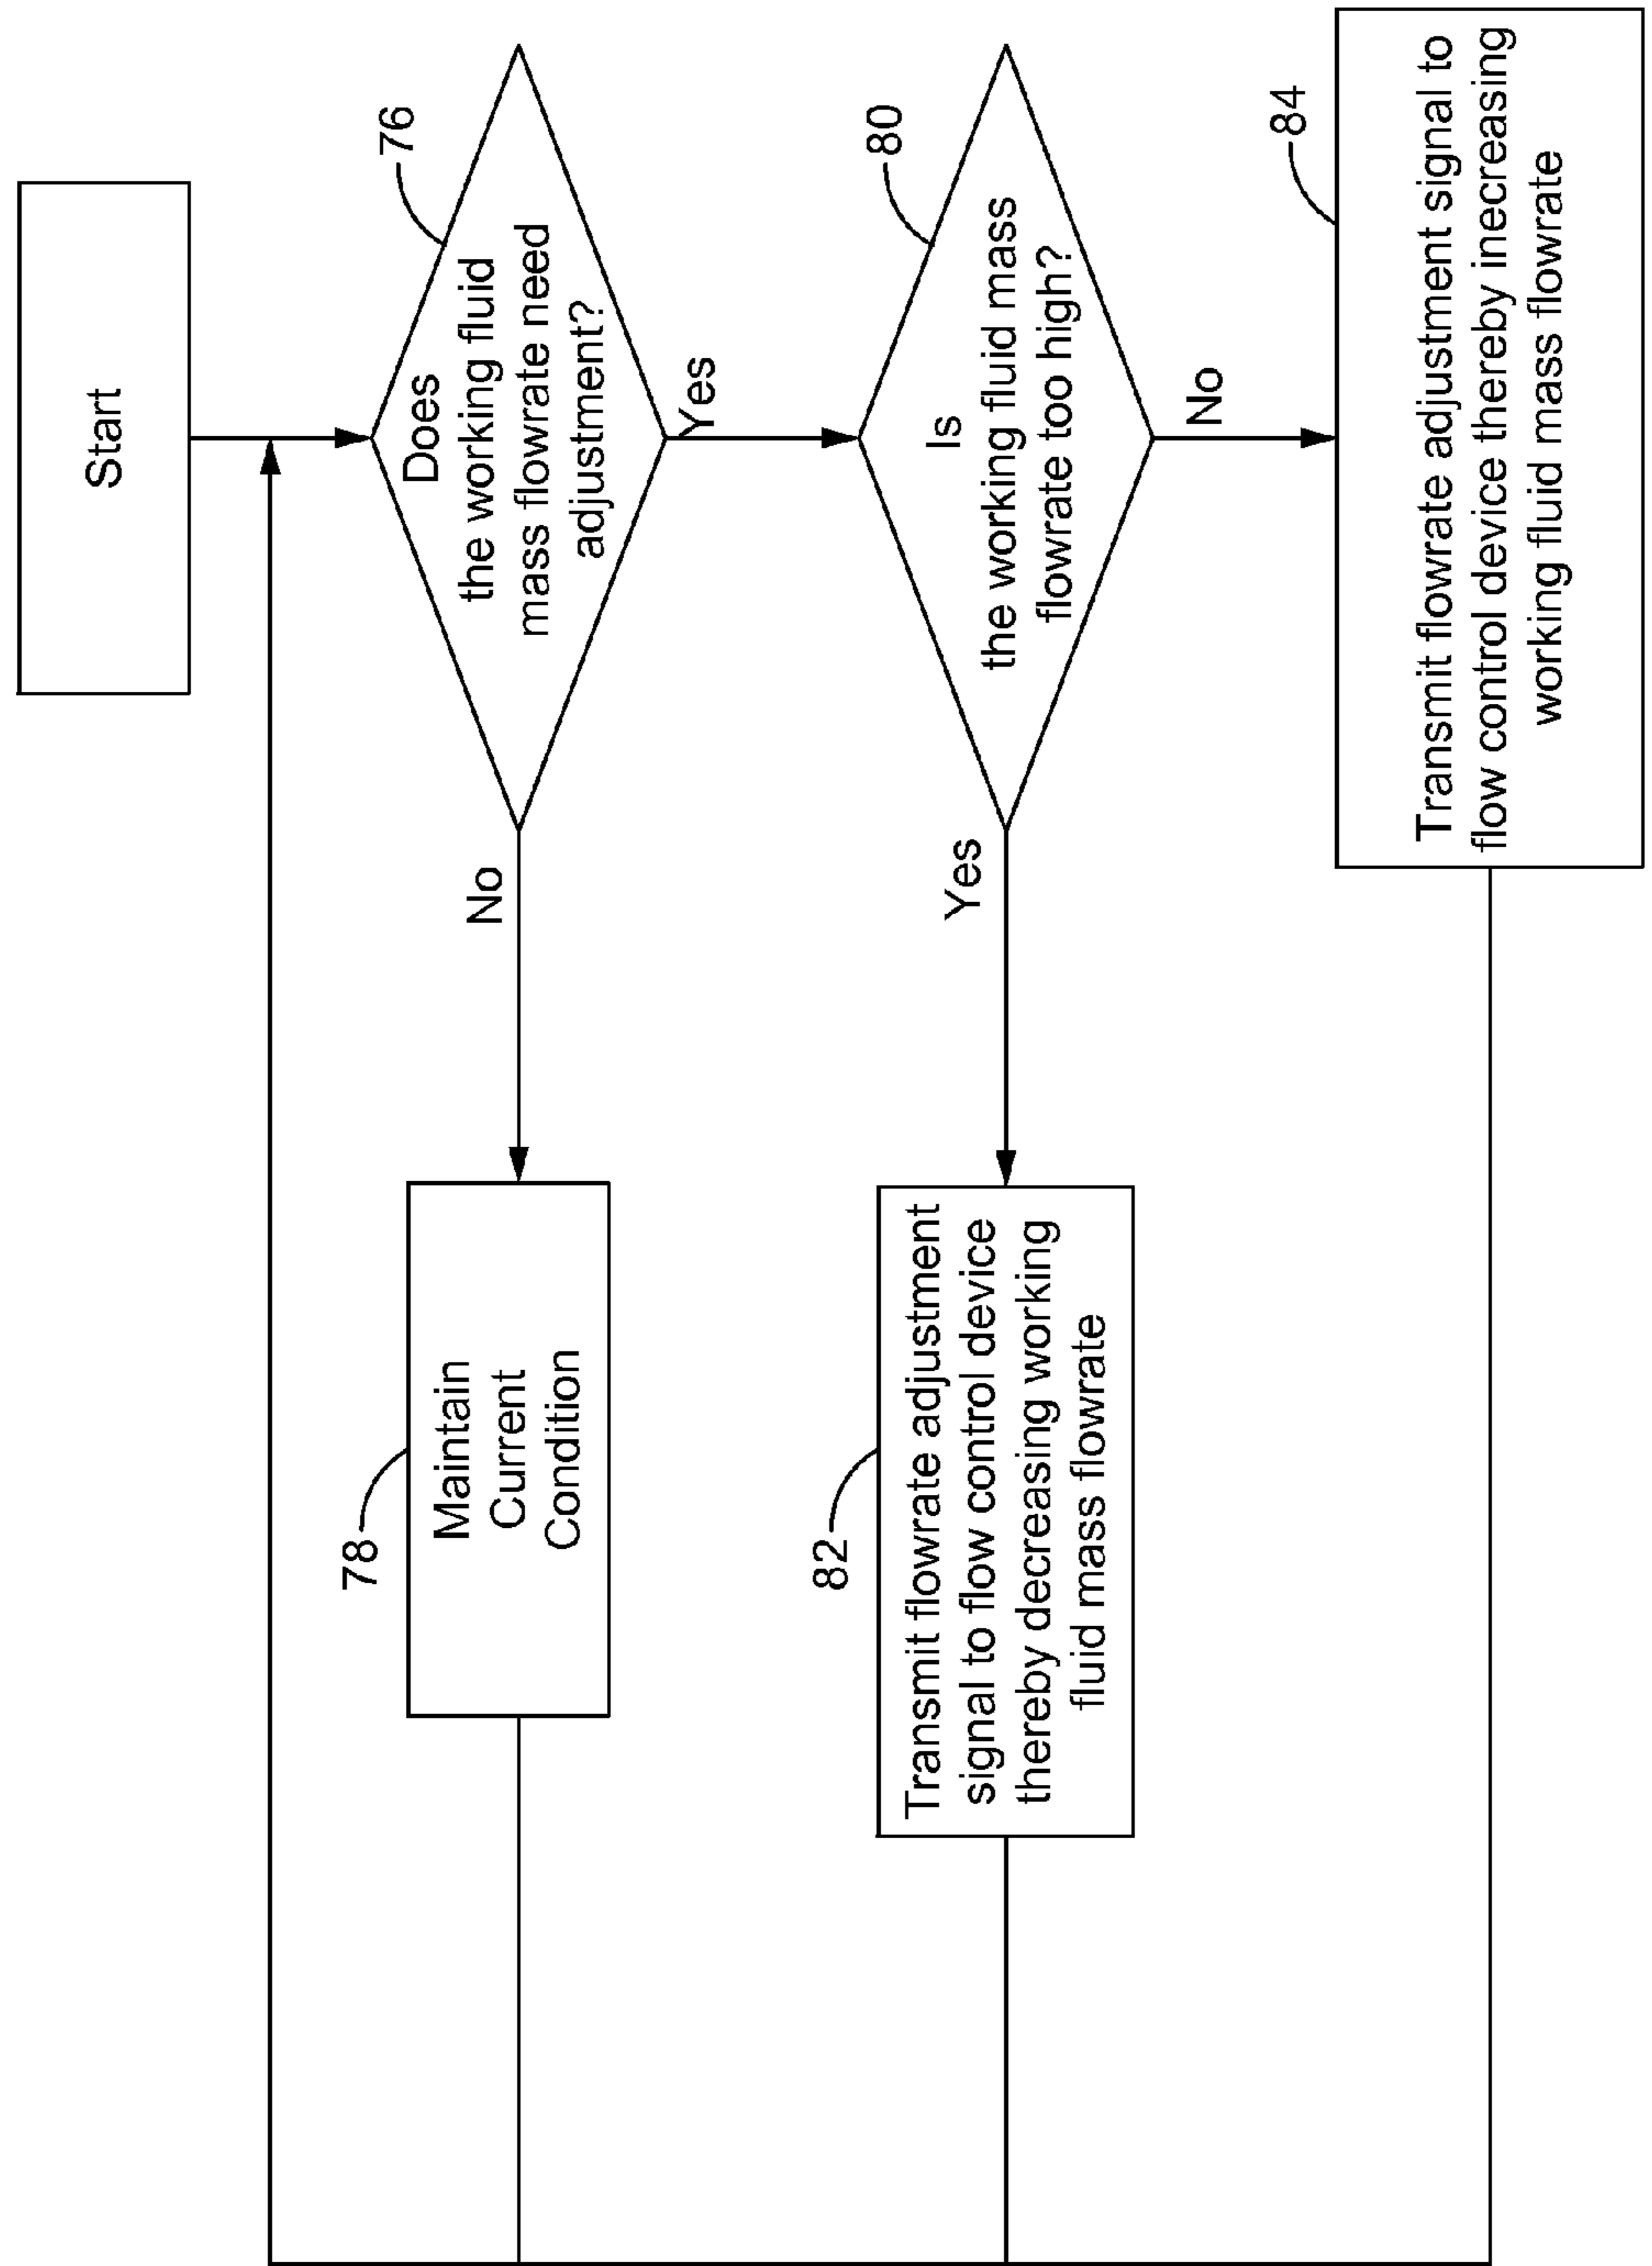 Start
76
Does
the working fluid
mass flowrate need
adjustment?
No
Yes
78
Maintain
Current
Condition
80
Is
the working fluid mass
flowrate too high?
Yes
No
82
Transmit flowrate adjustment
signal to flow control device
thereby decreasing working
fluid mass flowrate
84
Transmit flowrate adjustment signal to
flow control device thereby inecreasing
working fluid mass flowrate